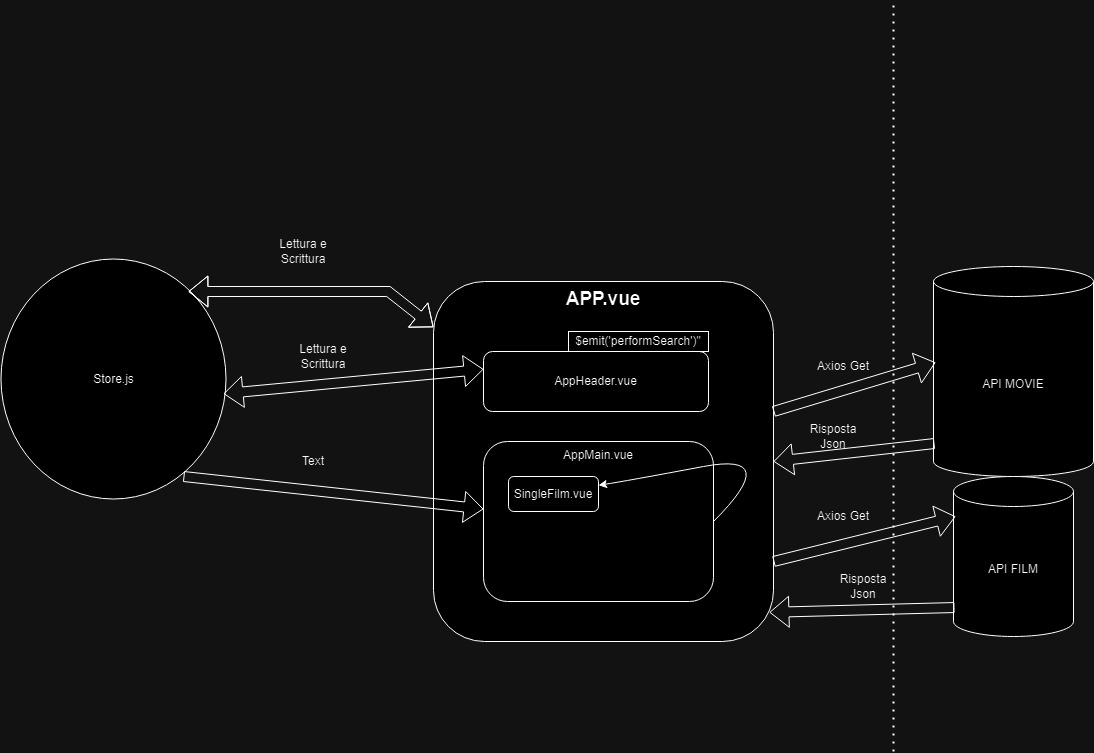 Lettura e
Scrittura
APP.vue
$emit('performSearch')"
Lettura e
Scrittura
Axios Get
Store.js
AppHeader.vue
API MOVIE
Risposta
Json
Text
AppMain.vue
SingleFilm.vue
Axios Get
API FILM
Risposta
Json